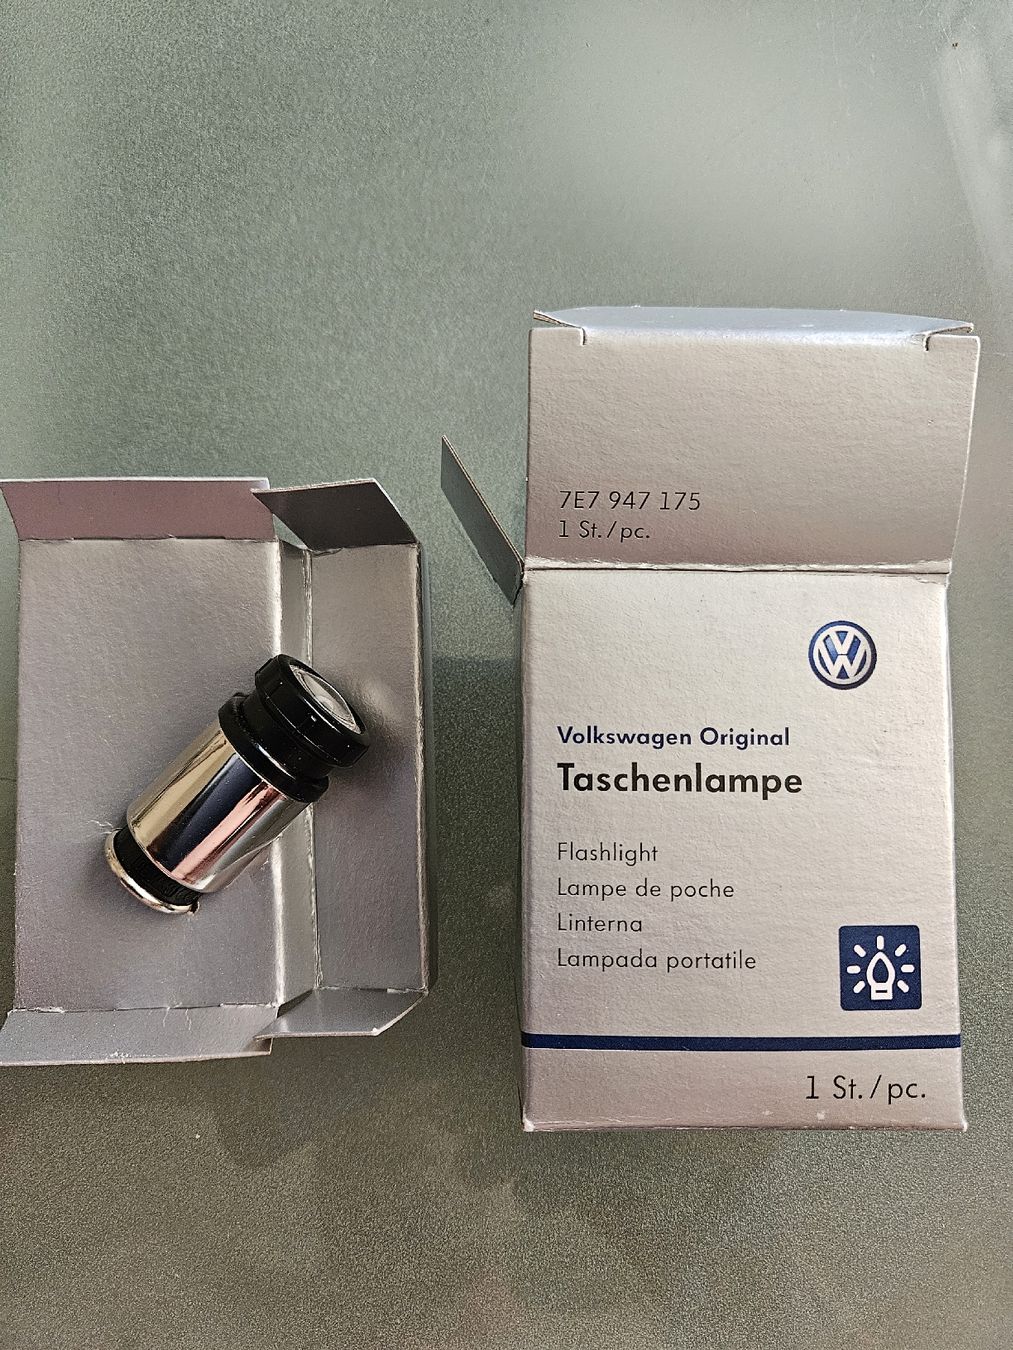 7E7 947 175
1 St./pc.
Volkswagen Original
Taschenlampe
Flashlight
Lampe de poche
Linterna
Lampada portatile
1 St./pc.